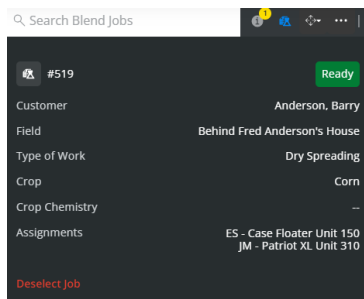 Search Blend Jobs
1
#519 Ready
Customer Anderson, Barry
Field Behind Fred Anderson's House
Type of Work Dry Spreading
Crop Corn
Crop Chemistry --
Assignments ES - Case Floater Unit 150
JM - Patriot XL Unit 310
Deselect Job